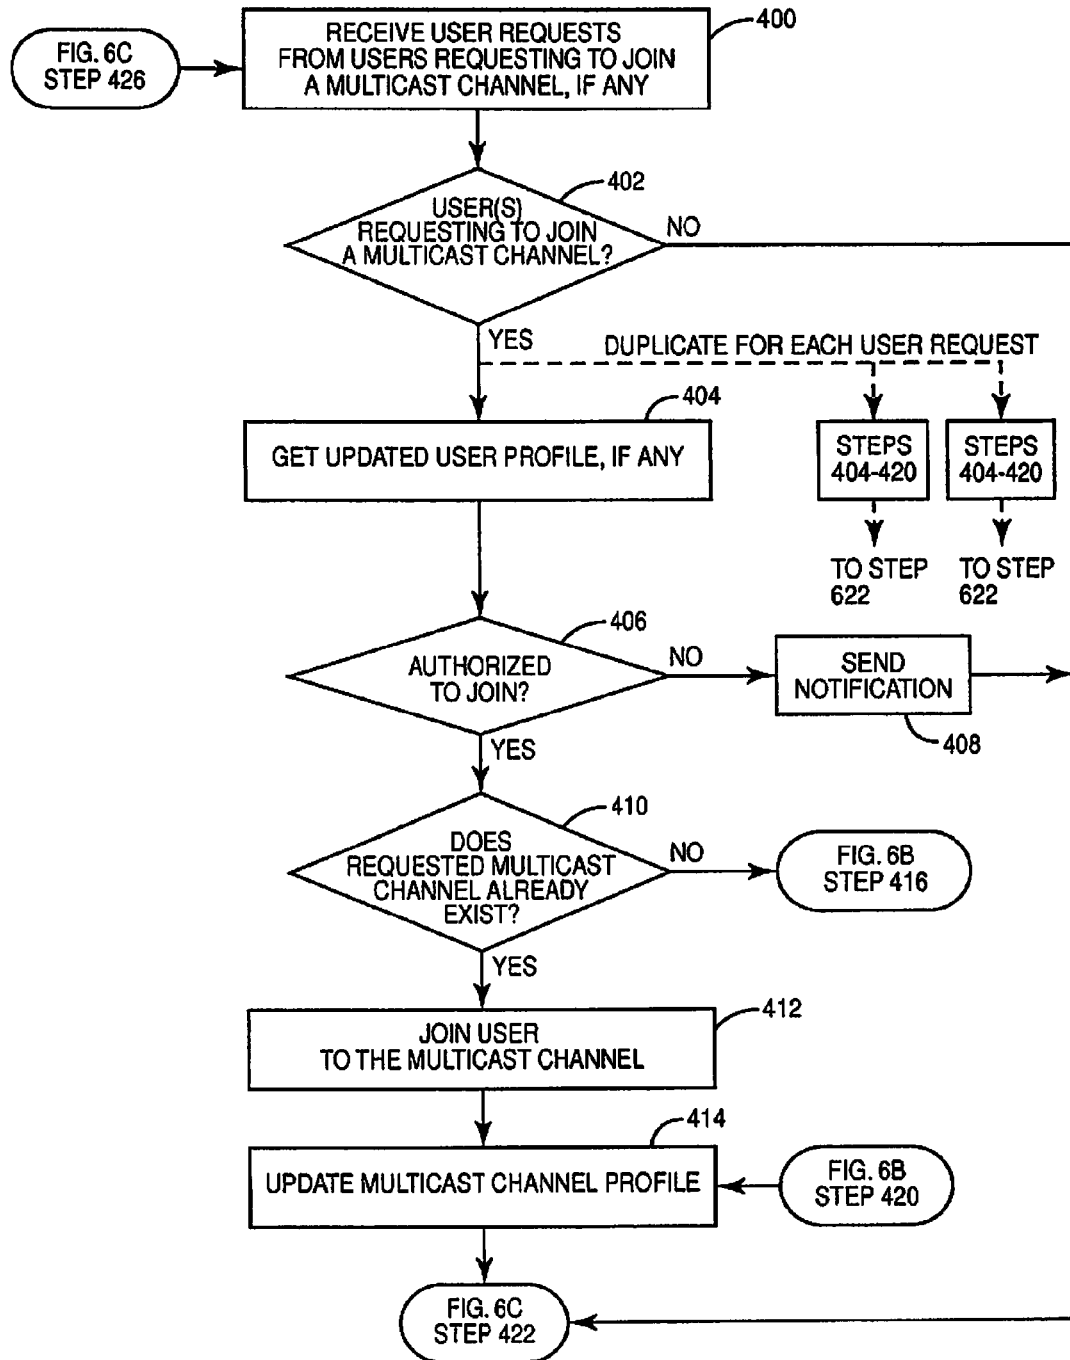 400
RECEIVE USER REQUESTS
FROM USERS REQUESTING TO JOIN
A MULTICAST CHANNEL, IF ANY
FIG. 6C
STEP 426
402
USER(S)
REQUESTING TO JOIN
A MULTICAST CHANNEL?
NO
YES
DUPLICATE FOR EACH USER REQUEST
404
GET UPDATED USER PROFILE, IF ANY
STEPS
404-420
STEPS
404-420
TO STEP
622
TO STEP
622
406
AUTHORIZED
TO JOIN?
NO
SEND
NOTIFICATION
408
YES
410
DOES
REQUESTED MULTICAST
CHANNEL ALREADY
EXIST?
NO
FIG. 6B
STEP 416
YES
412
JOIN USER
TO THE MULTICAST CHANNEL
414
UPDATE MULTICAST CHANNEL PROFILE
FIG. 6B
STEP 420
FIG. 6C
STEP 422